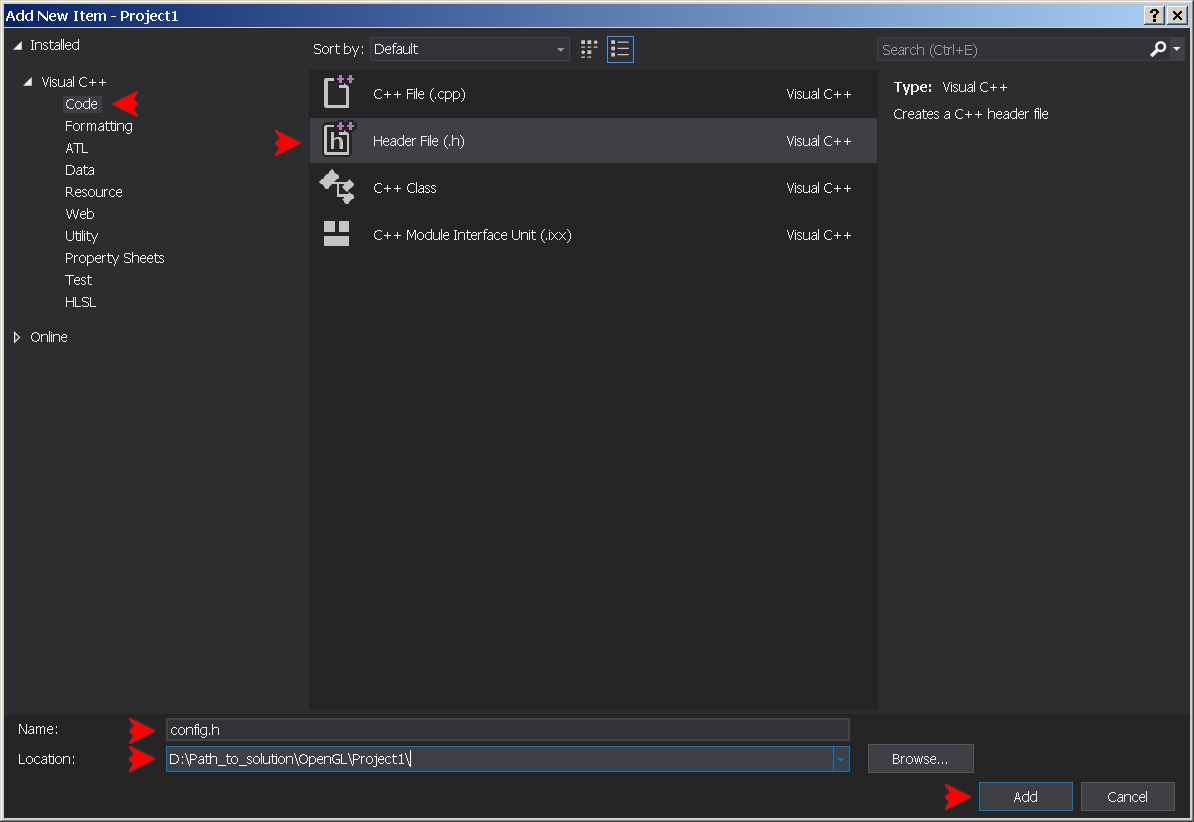 Add New Item - Project1
Installed
Visual C++
Code
Formatting
ATL
Data
Resource
Web
Utility
Property Sheets
Test
HLSL
Online
Sort by: Default
C++ File (.cpp) Visual C++
Header File (.h) Visual C++
C++ Class Visual C++
C++ Module Interface Unit (.ixx) Visual C++
Search (Ctrl+E)
Type: Visual C++
Creates a C++ header file
Name: config.h
Location: D:\Path_to_solution\OpenGL\Project1\
Browse...
Add Cancel